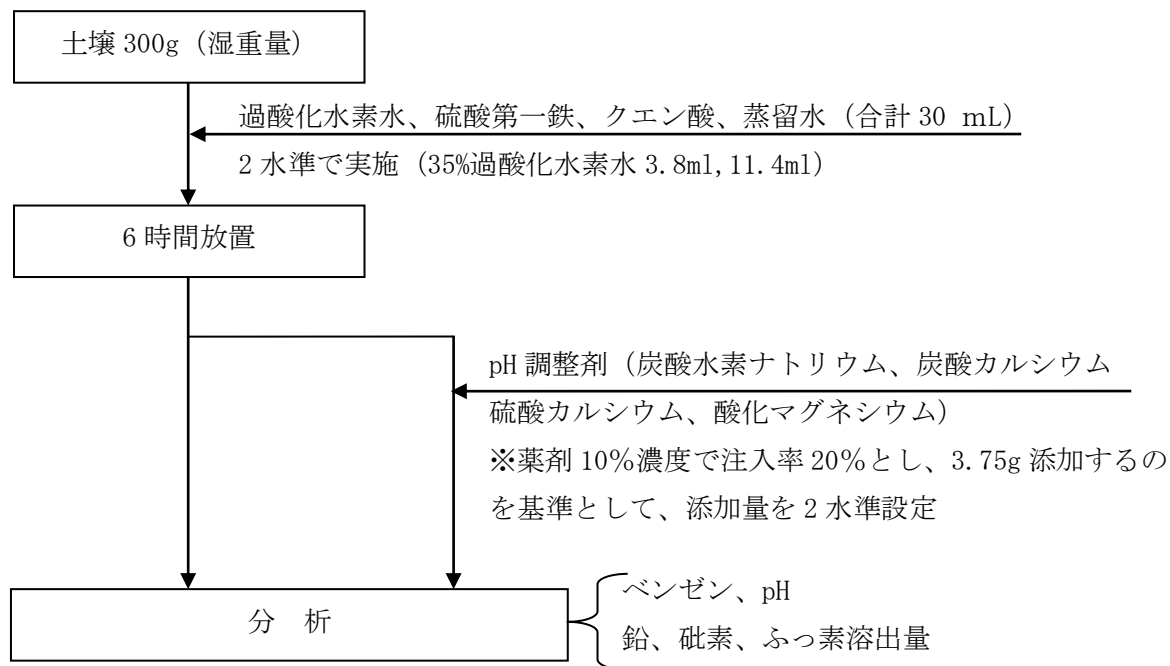 土壌 300g（湿重量）
過酸化水素水、硫酸第一鉄、クエン酸、蒸留水（合計 30 mL）
2 水準で実施（35%過酸化水素水 3.8ml,11.4ml）
6 時間放置
pH 調整剤（炭酸水素ナトリウム、炭酸カルシウム
硫酸カルシウム、酸化マグネシウム）
※薬剤 10％濃度で注入率 20％とし、3.75g 添加するの
を基準として、添加量を 2 水準設定
分　析
ベンゼン、pH
鉛、砒素、ふっ素溶出量